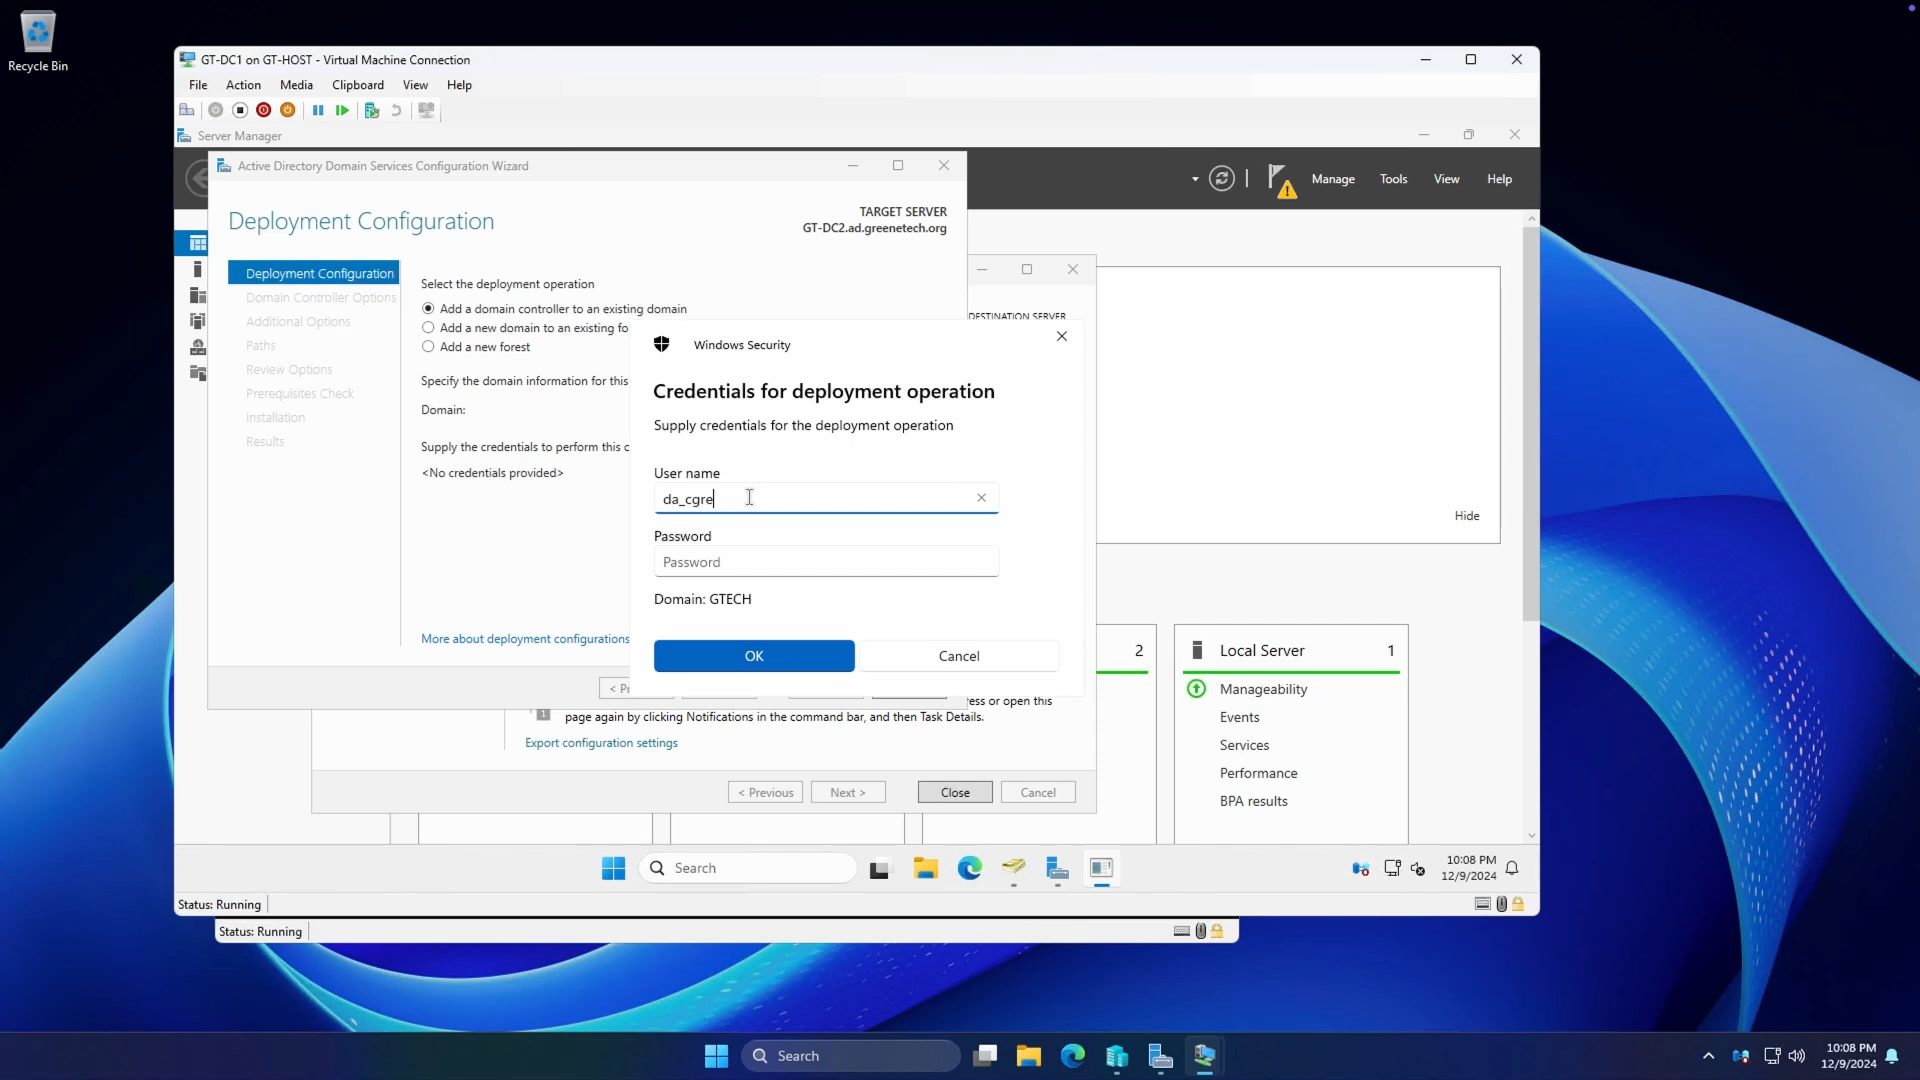 Recycle Bin
GT-DC1 on GT-HOST - Virtual Machine Connection
File Action Media Clipboard View Help
Server Manager
Active Directory Domain Services Configuration Wizard
Manage Tools View Help
Deployment Configuration
TARGET SERVER
GT-DC2.ad.greenetech.org
Deployment Configuration
Domain Controller Options
Additional Options
Paths
Review Options
Prerequisites Check
Installation
Results
Select the deployment operation
Add a domain controller to an existing domain
Add a new domain to an existing fo
Add a new forest
Specify the domain information for this
Domain:
Supply the credentials to perform this o
<No credentials provided>
More about deployment configurations
< Pr
DESTINATION SERVER
Windows Security
Credentials for deployment operation
Supply credentials for the deployment operation
User name
da_cgre
Password
Password
Domain: GTECH
OK Cancel
Hide
ress or open this
page again by clicking Notifications in the command bar, and then Task Details.
Export configuration settings
< Previous Next > Close Cancel
2
Local Server 1
Manageability
Events
Services
Performance
BPA results
Search
10:08 PM
12/9/2024
Status: Running
Status: Running
Search
10:08 PM
12/9/2024